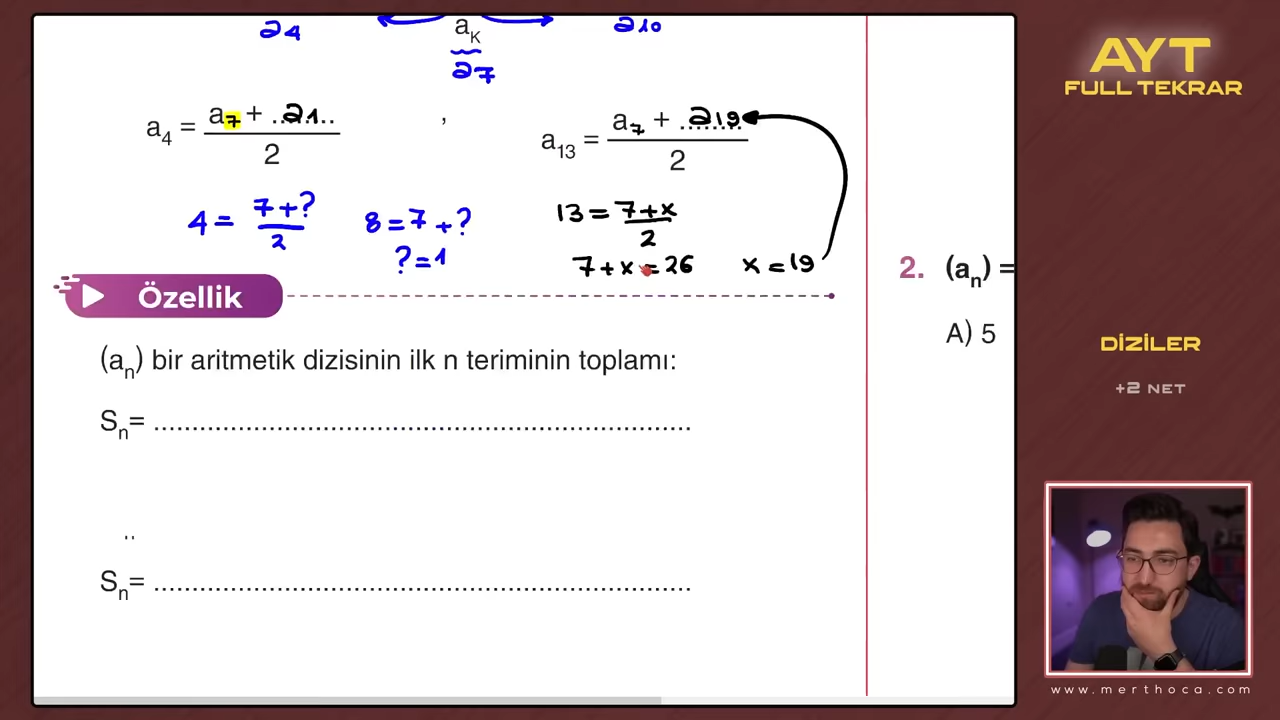 a4 aK a10
a7
a4 = (a7 + ...a1...) / 2 , a13 = (a7 + ...a19...) / 2
4 = (7+?) / 2 8 = 7 + ? 13 = (7+x) / 2
? = 1 7 + x = 26 x = 19
Özellik
(an) bir aritmetik dizisinin ilk n teriminin toplamı:
Sn= ......................................................................
Sn= ......................................................................
2. (an) =
A) 5
AYT
FULL TEKRAR
DİZİLER
+2 NET
www.merthoca.com